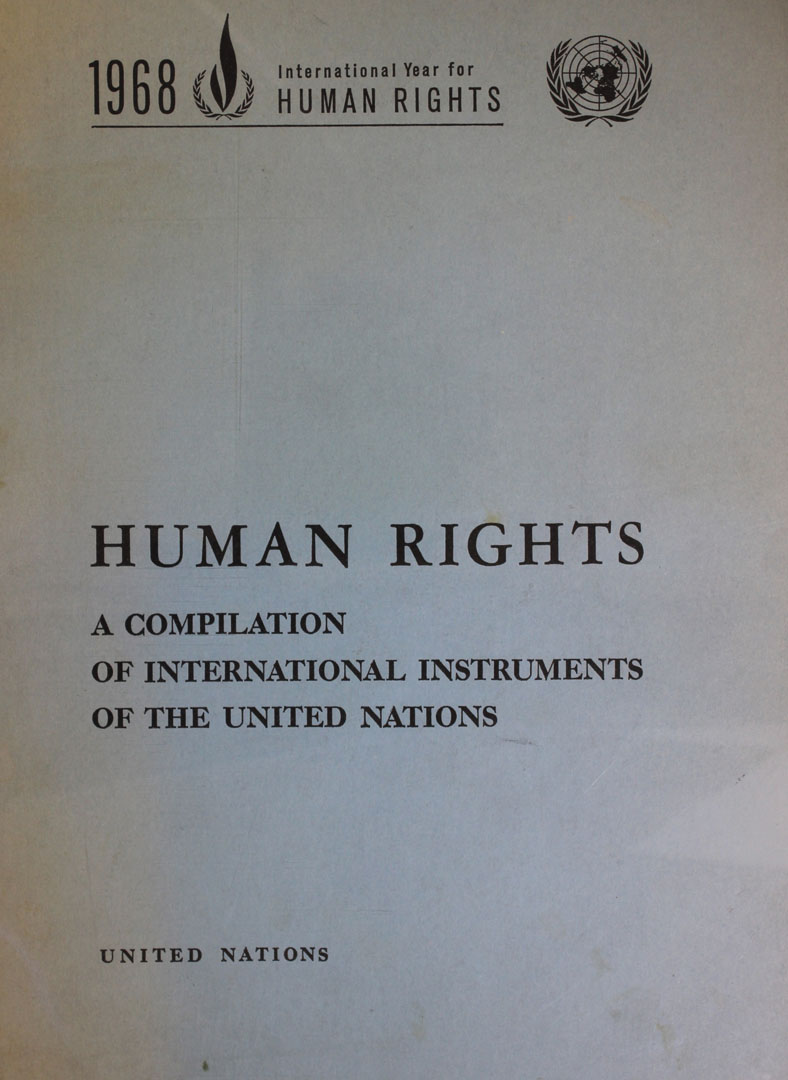 1968
International Year for
HUMAN RIGHTS
HUMAN RIGHTS
A COMPILATION
OF INTERNATIONAL INSTRUMENTS
OF THE UNITED NATIONS
UNITED NATIONS